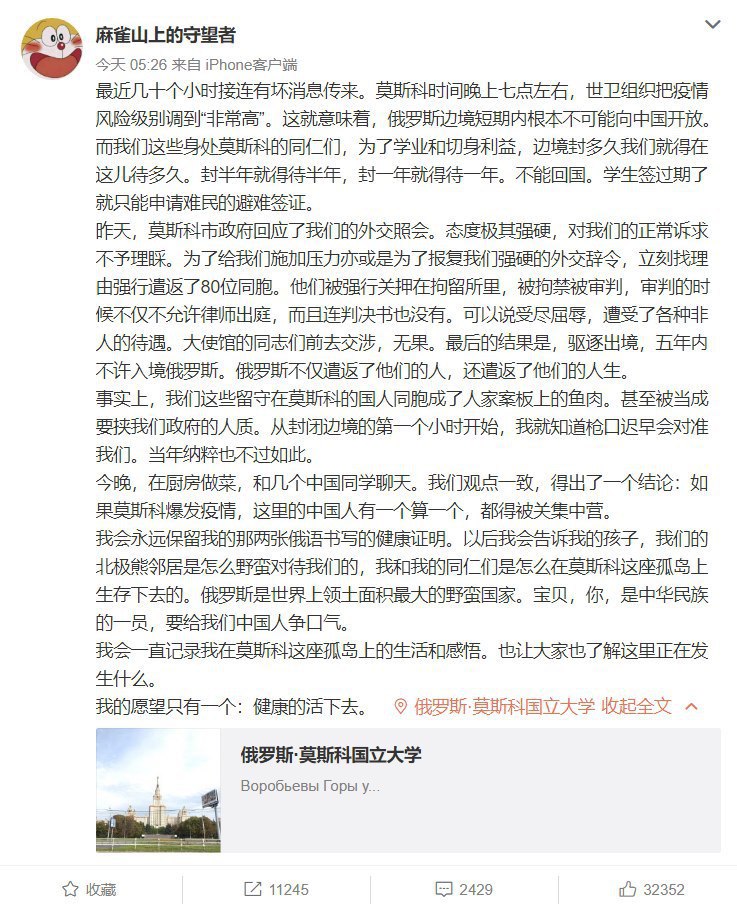 麻雀山上的守望者
今天 05:26 来自 iPhone客户端
最近几十个小时接连有坏消息传来。莫斯科时间晚上七点左右，世卫组织把疫情
风险级别调到“非常高”。这就意味着，俄罗斯边境短期内根本不可能向中国开放。
而我们这些身处莫斯科的同仁们，为了学业和切身利益，边境封多久我们就得在
这儿待多久。封半年就得待半年，封一年就得待一年。不能回国。学生签过期了
就只能申请难民的避难签证。
昨天，莫斯科市政府回应了我们的外交照会。态度极其强硬，对我们的正常诉求
不予理睬。为了给我们施加压力亦或是为了报复我们强硬的外交辞令，立刻找理
由强行遣返了80位同胞。他们被强行关押在拘留所里，被拘禁被审判，审判的时
候不仅不允许律师出庭，而且连判决书也没有。可以说受尽屈辱，遭受了各种非
人的待遇。大使馆的同志们前去交涉，无果。最后的结果是，驱逐出境，五年内
不许入境俄罗斯。俄罗斯不仅遣返了他们的人，还遣返了他们的人生。
事实上，我们这些留守在莫斯科的国人同胞成了人家案板上的鱼肉。甚至被当成
要挟我们政府的人质。从封闭边境的第一个小时开始，我就知道枪口迟早会对准
我们。当年纳粹也不过如此。
今晚，在厨房做菜，和几个中国同学聊天。我们观点一致，得出了一个结论：如
果莫斯科爆发疫情，这里的中国人有一个算一个，都得被关集中营。
我会永远保留我的那两张俄语书写的健康证明。以后我会告诉我的孩子，我们的
北极熊邻居是怎么野蛮对待我们的，我和我的同仁们是怎么在莫斯科这座孤岛上
生存下去的。俄罗斯是世界上领土面积最大的野蛮国家。宝贝，你，是中华民族
的一员，要给我们中国人争口气。
我会一直记录我在莫斯科这座孤岛上的生活和感悟。也让大家也了解这里正在发
生什么。
我的愿望只有一个：健康的活下去。 俄罗斯·莫斯科国立大学 收起全文
俄罗斯·莫斯科国立大学
Воробьевы Горы у...
收藏 11245 2429 32352